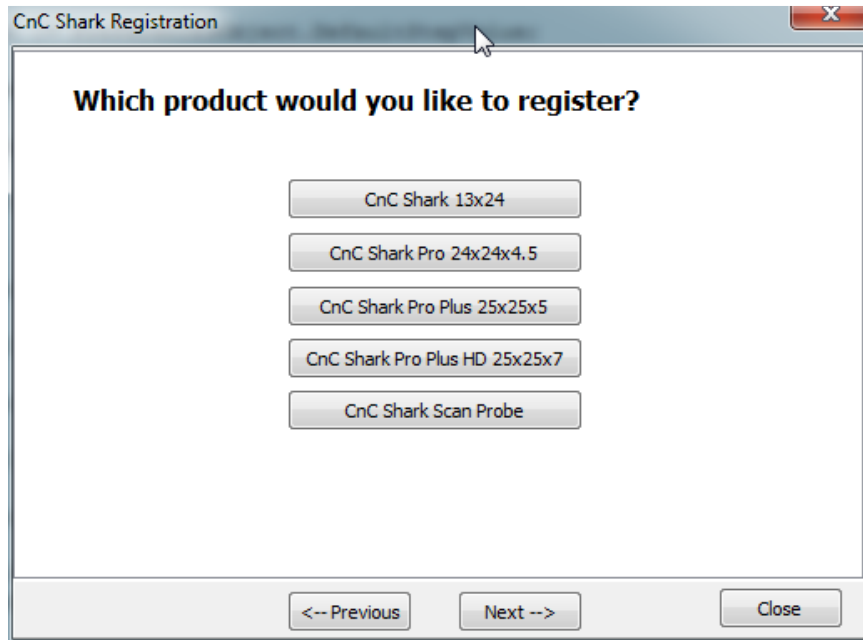 CnC Shark Registration
Which product would you like to register?
CnC Shark 13x24
CnC Shark Pro 24x24x4.5
CnC Shark Pro Plus 25x25x5
CnC Shark Pro Plus HD 25x25x7
CnC Shark Scan Probe
<-- Previous Next --> Close